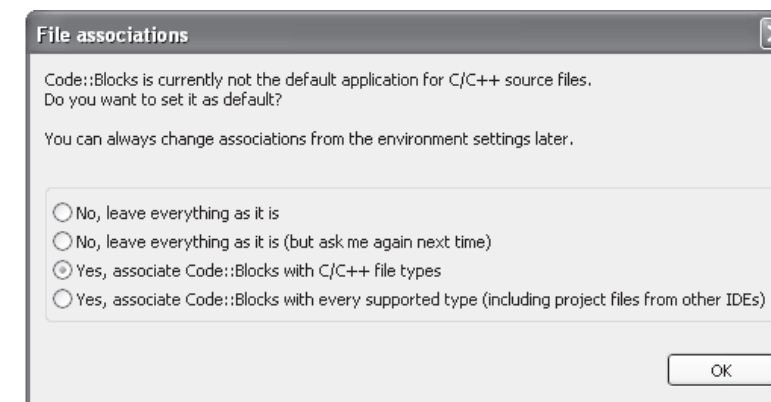 File associations
Code::Blocks is currently not the default application for C/C++ source files.
Do you want to set it as default?
You can always change associations from the environment settings later.
No, leave everything as it is
No, leave everything as it is (but ask me again next time)
Yes, associate Code::Blocks with C/C++ file types
Yes, associate Code::Blocks with every supported type (including project files from other IDEs)
OK